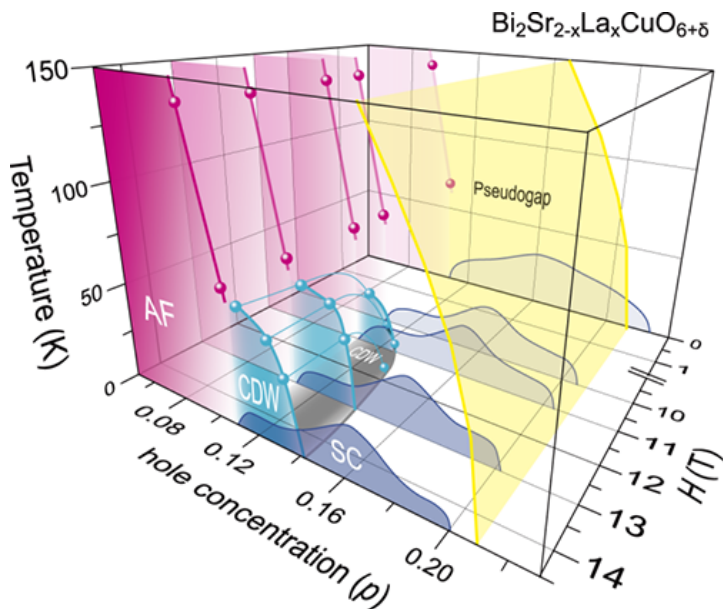 Bi₂Sr₂₋ₓLaₓCuO₆₊δ
150
100
50
0
Temperature (K)
AF
CDW
CDW
SC
Pseudogap
0.08
0.12
0.16
0.20
hole concentration (p)
0
1
10
11
12
13
14
H(T)